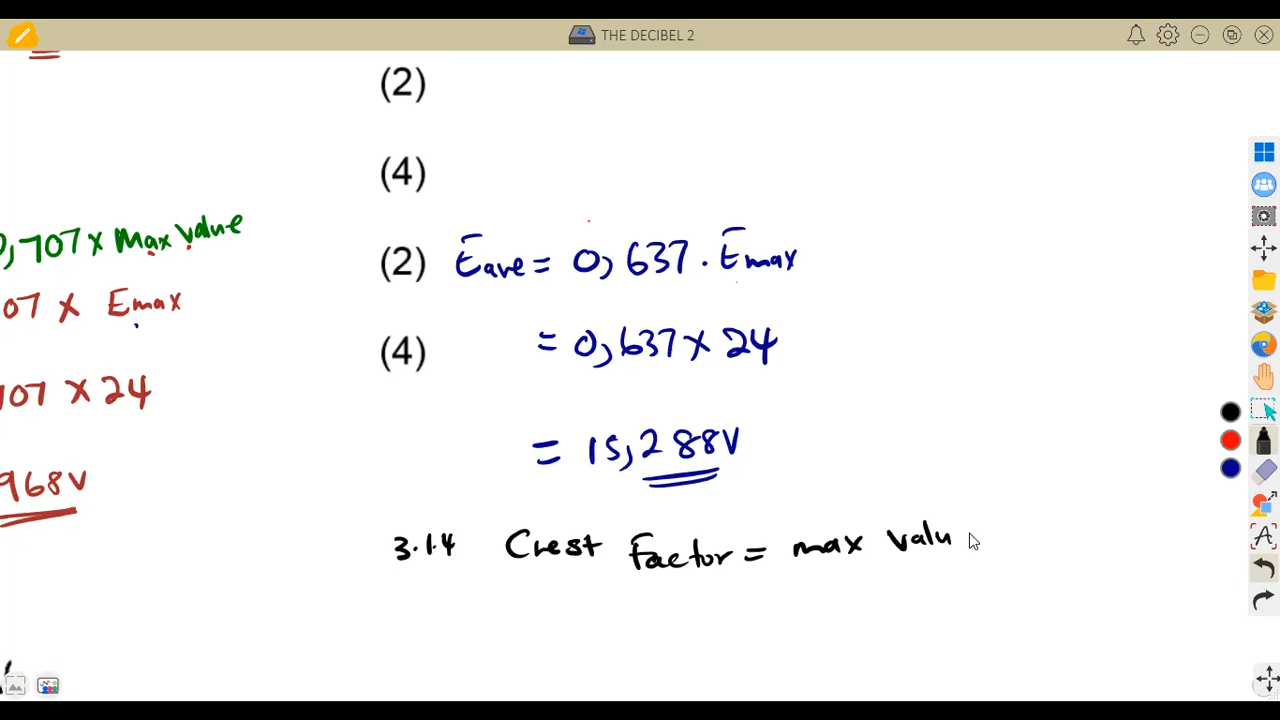 THE DECIBEL 2
(2)
(4)
0,707 x Max value
(2) Eave = 0,637 . Emax
07 x Emax
= 0,637 x 24
(4)
07 x 24
= 15,288V
968V
3.1.4 Crest Factor = max valu